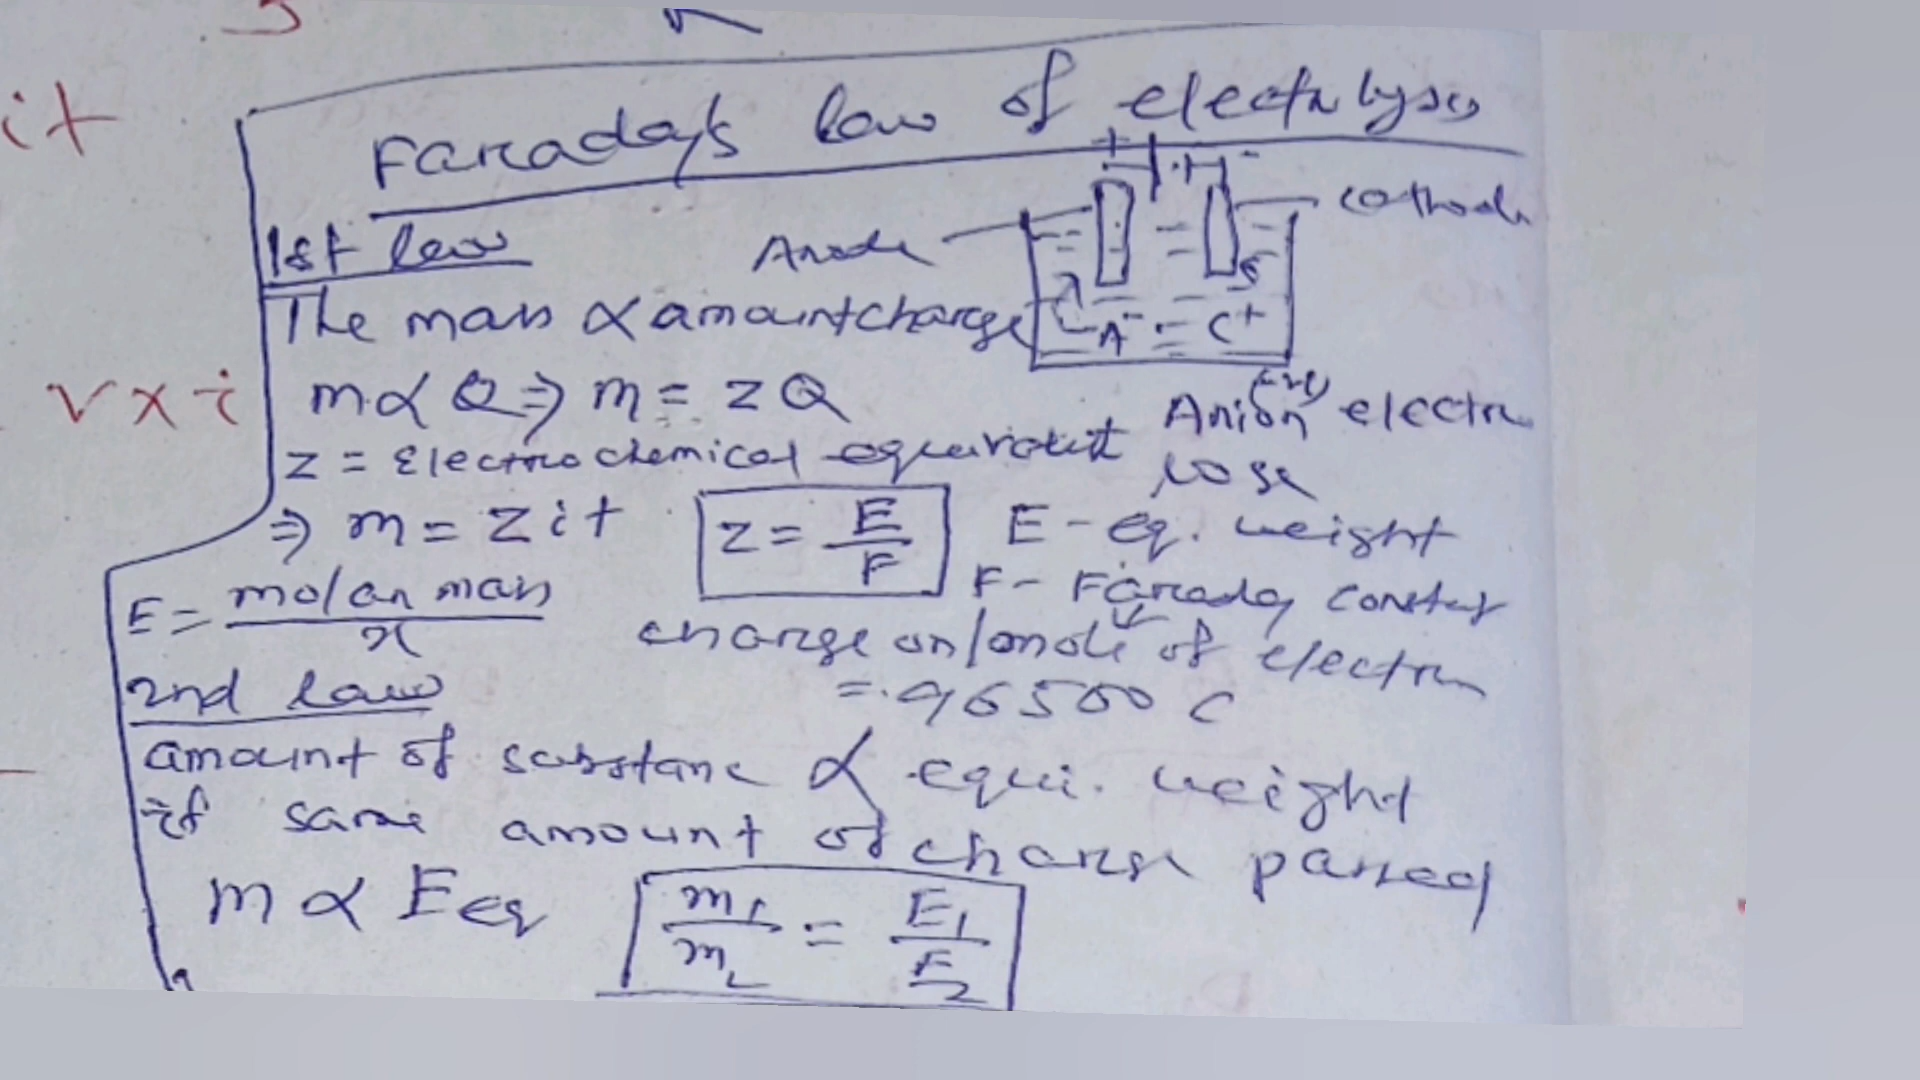 it
Faraday's law of electrolysis
+ -
1st law
Anode
cathode
The mass ∝ amount charge
A⁻ C⁺
v×i
m ∝ Q ⇒ m = ZQ
Anion electron
lose
Z = Electrochemical equivalent
⇒ m = Zit
Z = E/F
E - eq. weight
F - Faraday constant
E = molar mass / x
charge on 1 mole of electron
= 96500 C
2nd law
amount of substance ∝ equi. weight
if same amount of charge passed
m ∝ E eq
m₁/m₂ = E₁/E₂